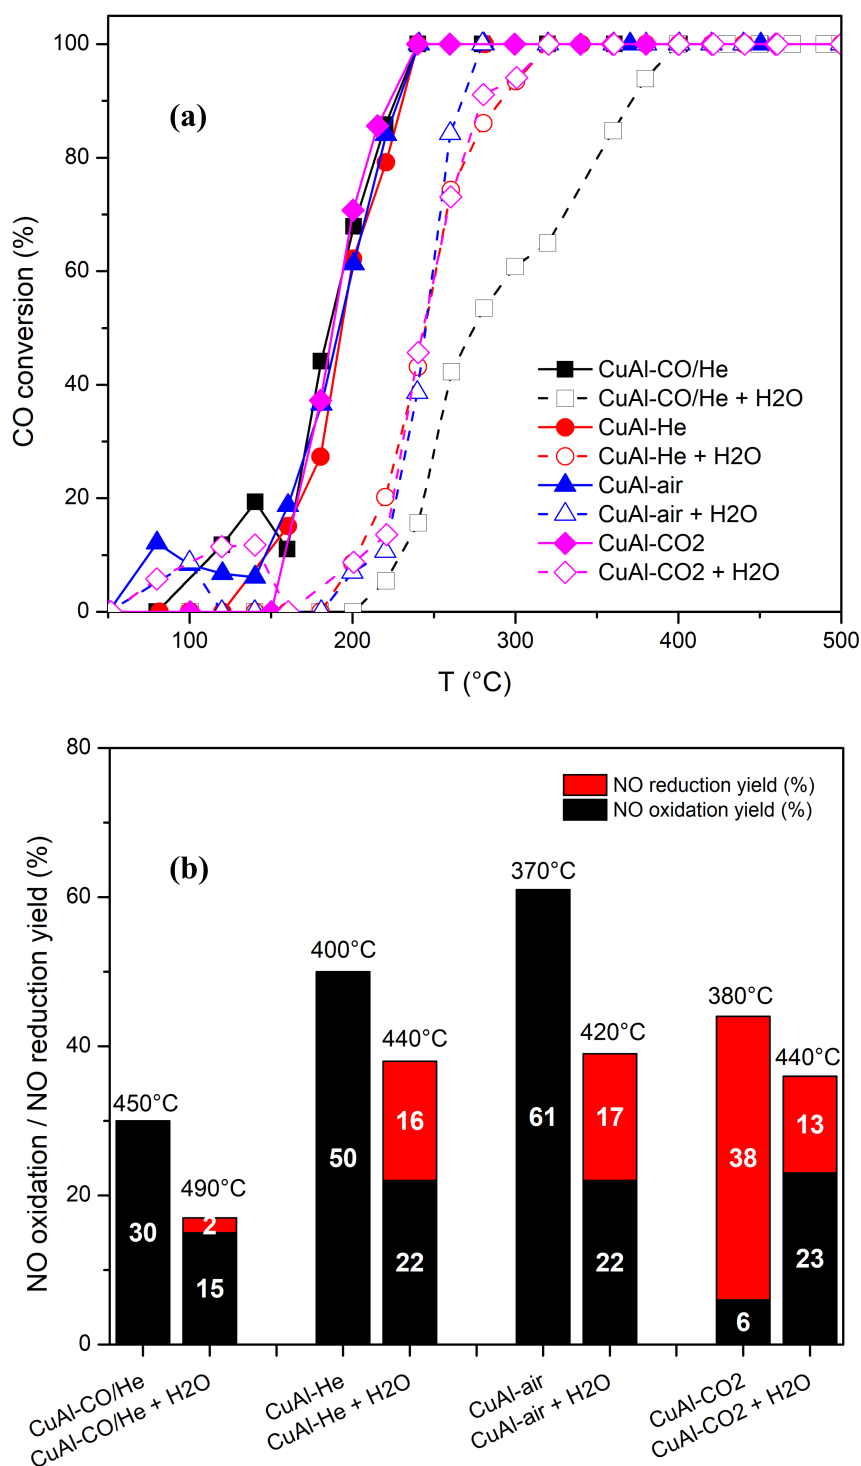 (a)
CO conversion (%)
100
80
60
40
20
0
CuAl-CO/He
CuAl-CO/He + H2O
CuAl-He
CuAl-He + H2O
CuAl-air
CuAl-air + H2O
CuAl-CO2
CuAl-CO2 + H2O
100
200
300
400
500
T (°C)
(b)
NO oxidation / NO reduction yield (%)
80
60
40
20
0
NO reduction yield (%)
NO oxidation yield (%)
450°C
30
490°C
2
15
400°C
50
440°C
16
22
370°C
61
420°C
17
22
380°C
38
6
440°C
13
23
CuAl-CO/He
CuAl-CO/He + H2O
CuAl-He
CuAl-He + H2O
CuAl-air
CuAl-air + H2O
CuAl-CO2
CuAl-CO2 + H2O